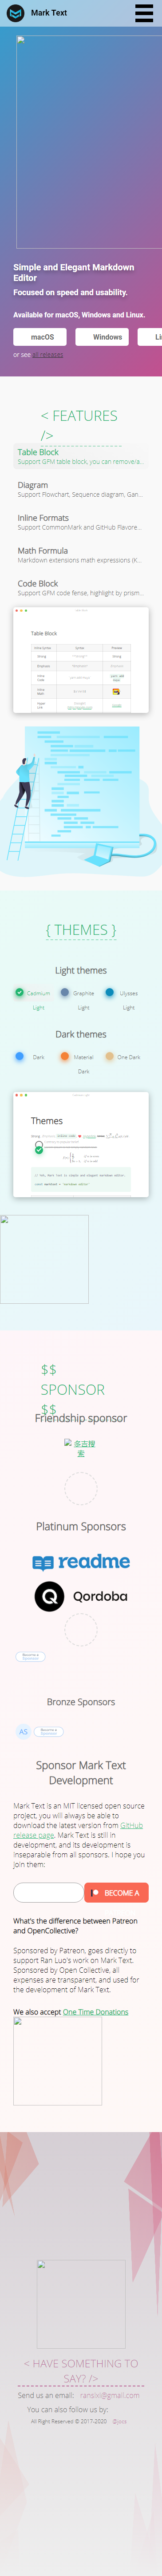 Mark Text
Simple and Elegant Markdown
Editor
Focused on speed and usability.
Available for macOS, Windows and Linux.
macOS
Windows
or see all releases
< FEATURES
/>
Table Block
Support GFM table block, you can remove/a...
Diagram
Support Flowchart, Sequence diagram, Gan...
Inline Formats
Support CommonMark and GitHub Flavore...
Math Formula
Markdown extensions math expressions (K...
Code Block
Support GFM code fense, highlight by prism...
Table Block
{ THEMES }
Light themes
Cadmium Light
Graphite Light
Ulysses Light
Dark themes
Dark
Material Dark
One Dark
Themes
$$
SPONSOR
$$
Friendship sponsor
多古搜
索
Platinum Sponsors
readme
Qordoba
Become a
Sponsor
Bronze Sponsors
AS
Become a
Sponsor
Sponsor Mark Text
Development
Mark Text is an MIT licensed open source
project, you will always be able to
download the latest version from GitHub
release page. Mark Text still in
development, and its development is
inseparable from all sponsors. I hope you
join them:
BECOME A
What's the difference between Patreon
and OpenCollective?
Sponsored by Patreon, goes directly to
support Ran Luo's work on Mark Text.
Sponsored by Open Collective, all
expenses are transparent, and used for
the development of Mark Text.
We also accept One Time Donations
< HAVE SOMETHING TO
SAY? />
Send us an email: ransixi@gmail.com
You can also follow us by:
All Right Reserved © 2017-2020 @Jocs